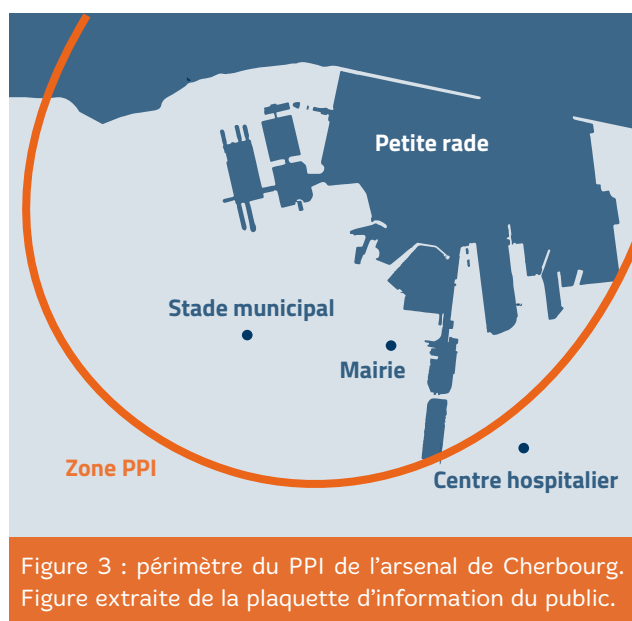 Petite rade
Stade municipal
Mairie
Zone PPI
Centre hospitalier
Figure 3 : périmètre du PPI de l’arsenal de Cherbourg.
Figure extraite de la plaquette d’information du public.